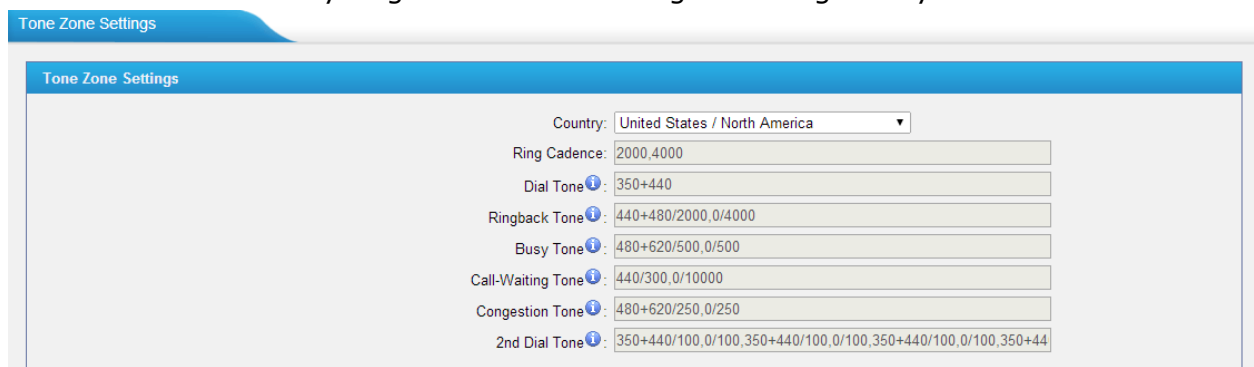 Tone Zone Settings
Tone Zone Settings
Country: United States / North America
Ring Cadence: 2000,4000
Dial Tone: 350+440
Ringback Tone: 440+480/2000,0/4000
Busy Tone: 480+620/500,0/500
Call-Waiting Tone: 440/300,0/10000
Congestion Tone: 480+620/250,0/250
2nd Dial Tone: 350+440/100,0/100,350+440/100,0/100,350+440/100,0/100,350+44